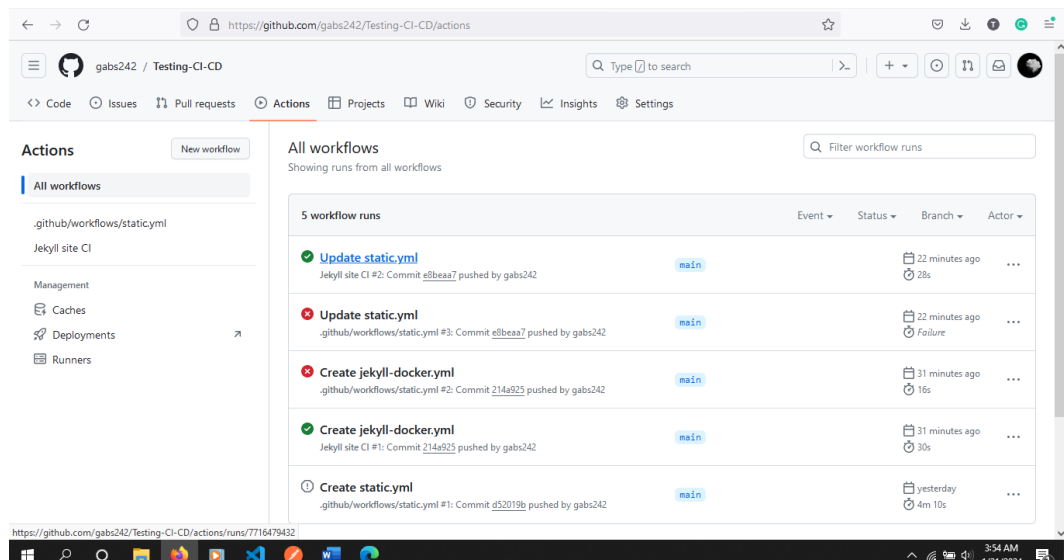 https://github.com/gabs242/Testing-CI-CD/actions
gabs242 / Testing-CI-CD
Type / to search
Code Issues Pull requests Actions Projects Wiki Security Insights Settings
Actions
New workflow
All workflows
.github/workflows/static.yml
Jekyll site CI
Management
Caches
Deployments
Runners
All workflows
Showing runs from all workflows
Filter workflow runs
5 workflow runs
Event Status Branch Actor
Update static.yml
Jekyll site CI #2: Commit e8beaa7 pushed by gabs242
main
22 minutes ago
28s
Update static.yml
.github/workflows/static.yml #3: Commit e8beaa7 pushed by gabs242
main
22 minutes ago
Failure
Create jekyll-docker.yml
.github/workflows/static.yml #2: Commit 214a925 pushed by gabs242
main
31 minutes ago
16s
Create jekyll-docker.yml
Jekyll site CI #1: Commit 214a925 pushed by gabs242
main
31 minutes ago
30s
Create static.yml
.github/workflows/static.yml #1: Commit d52019b pushed by gabs242
main
yesterday
4m 10s
https://github.com/gabs242/Testing-CI-CD/actions/runs/7716479432
3:54 AM